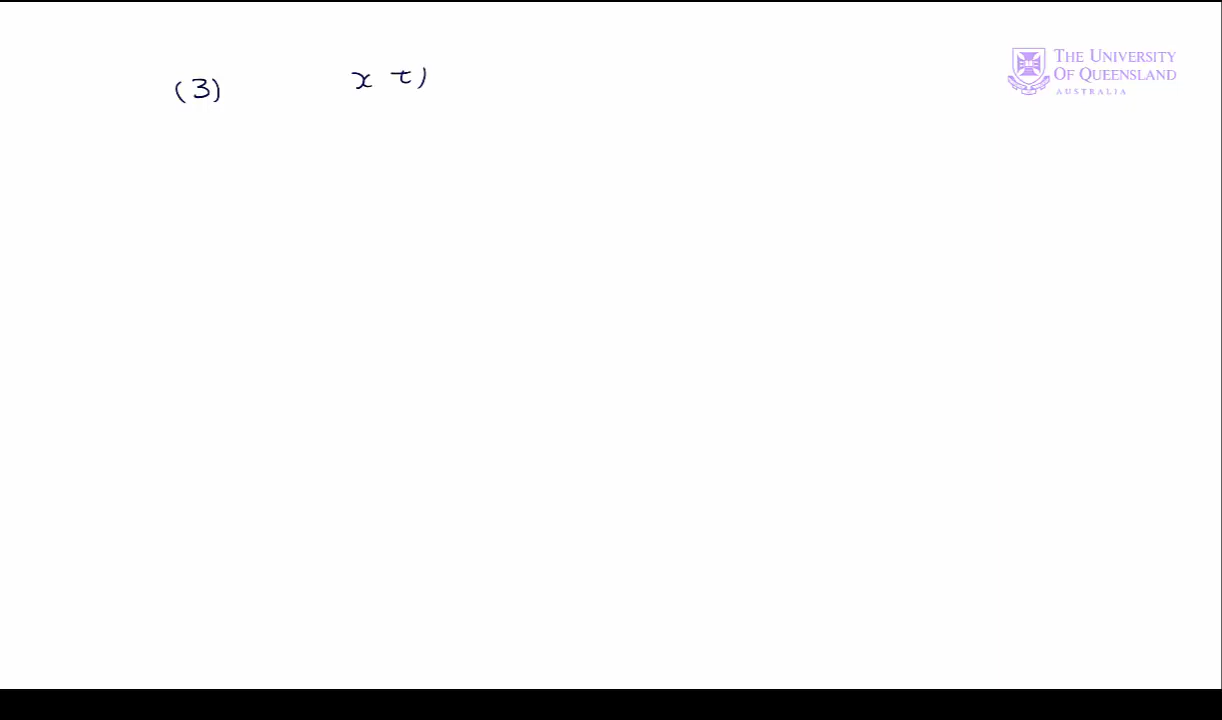 (3) x t)
THE UNIVERSITY
OF QUEENSLAND
AUSTRALIA